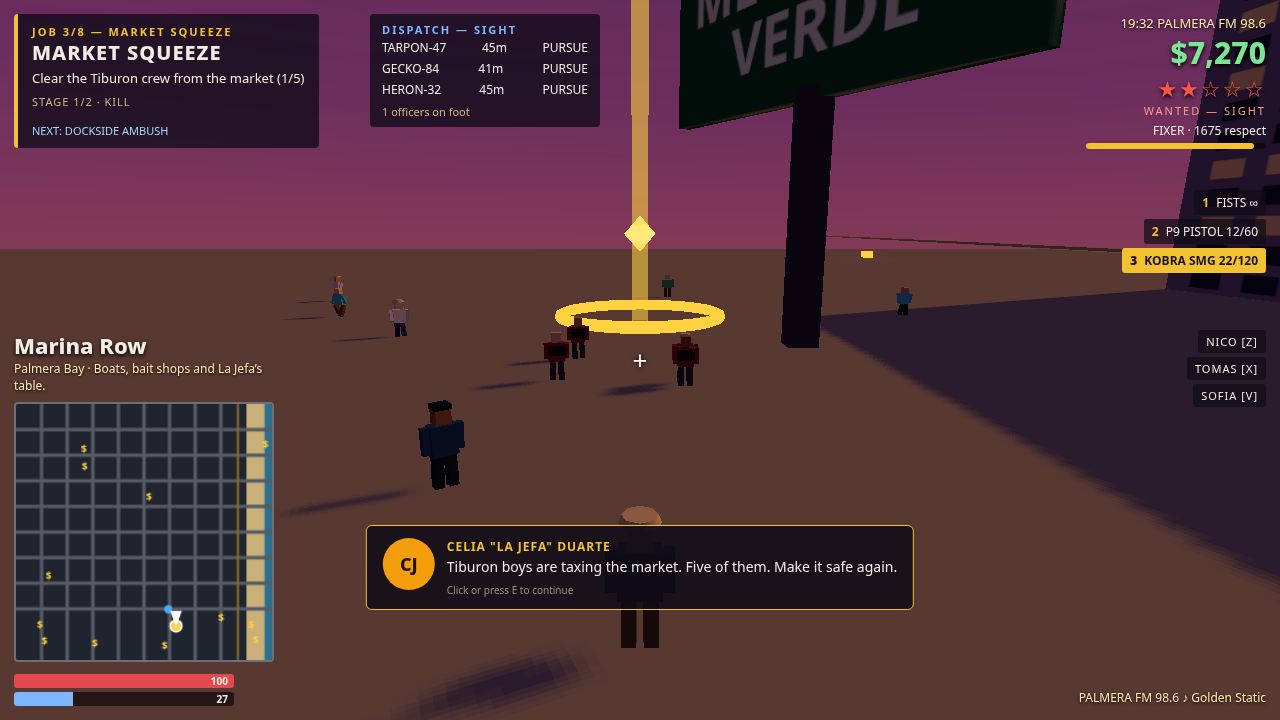 JOB 3/8 — MARKET SQUEEZE
MARKET SQUEEZE
Clear the Tiburon crew from the market (1/5)
STAGE 1/2 · KILL
NEXT: DOCKSIDE AMBUSH
DISPATCH — SIGHT
TARPON-47 45m PURSUE
GECKO-84 41m PURSUE
HERON-32 45m PURSUE
1 officers on foot
VERDE
19:32 PALMERA FM 98.6
$7,270
★★☆☆☆
WANTED — SIGHT
FIXER · 1675 respect
1 FISTS ∞
2 P9 PISTOL 12/60
3 KOBRA SMG 22/120
NICO [Z]
TOMAS [X]
SOFIA [V]
Marina Row
Palmera Bay · Boats, bait shops and La Jefa's
table.
$
$
$
$
$
$
$
$
$
$
$
$
100
27
CJ
CELIA "LA JEFA" DUARTE
Tiburon boys are taxing the market. Five of them. Make it safe again.
Click or press E to continue
PALMERA FM 98.6 ♪ Golden Static